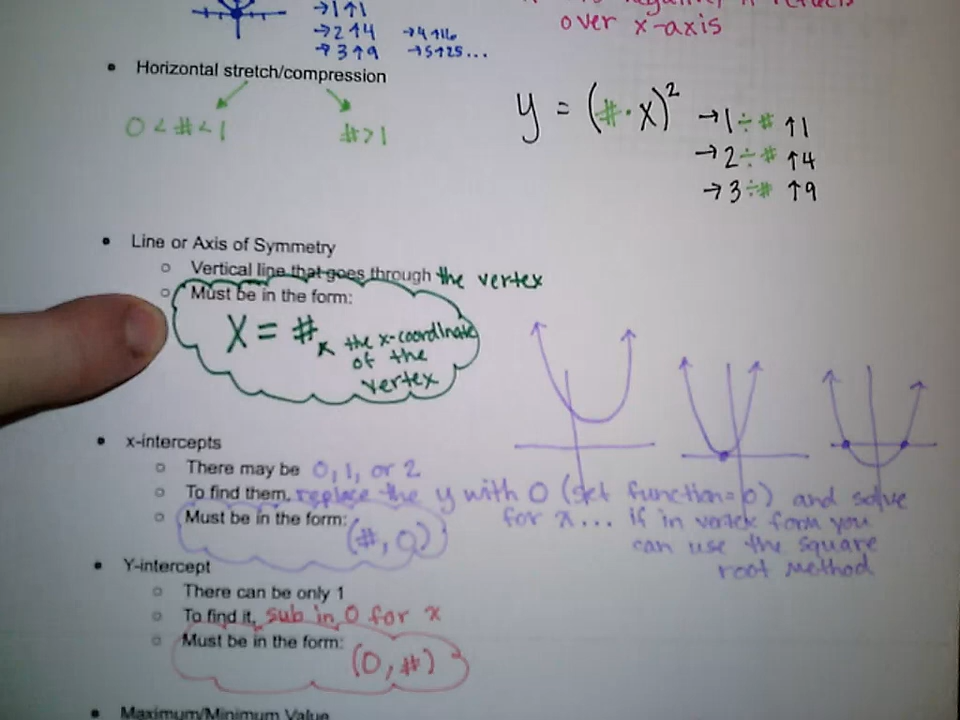 →1↑1
→2↑4 →4↑16
→3↑9 →5↑25...
over x-axis
• Horizontal stretch/compression
0 < # < 1
# > 1
y = (#·x)²
→1÷# ↑1
→2÷# ↑4
→3÷# ↑9
• Line or Axis of Symmetry
○ Vertical line that goes through the vertex
○ Must be in the form:
X = # the x-coordinate
of the
vertex
• x-intercepts
○ There may be 0, 1, or 2
○ To find them, replace the y with 0 (set function=0) and solve
for x... if in vertex form you
can use the square
root method
○ Must be in the form:
(#, 0)
• Y-intercept
○ There can be only 1
○ To find it, sub in 0 for x
○ Must be in the form:
(0, #)
• Maximum/Minimum Value